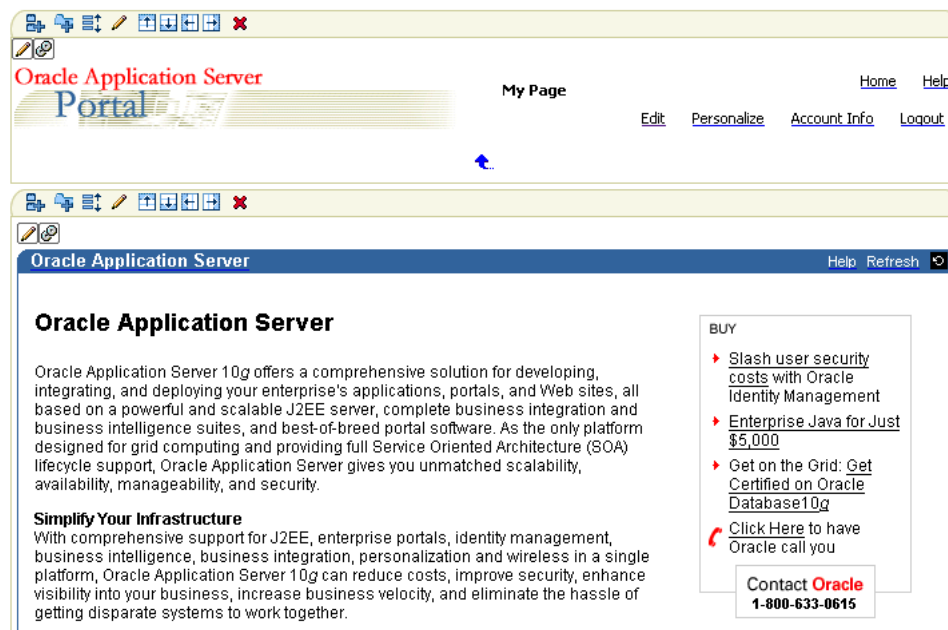 Oracle Application Server
Portal
My Page
Home Help
Edit Personalize Account Info Logout
Oracle Application Server
Help Refresh
Oracle Application Server
Oracle Application Server 10g offers a comprehensive solution for developing,
integrating, and deploying your enterprise's applications, portals, and Web sites, all
based on a powerful and scalable J2EE server, complete business integration and
business intelligence suites, and best-of-breed portal software. As the only platform
designed for grid computing and providing full Service Oriented Architecture (SOA)
lifecycle support, Oracle Application Server gives you unmatched scalability,
availability, manageability, and security.
Simplify Your Infrastructure
With comprehensive support for J2EE, enterprise portals, identity management,
business intelligence, business integration, personalization and wireless in a single
platform, Oracle Application Server 10g can reduce costs, improve security, enhance
visibility into your business, increase business velocity, and eliminate the hassle of
getting disparate systems to work together.
BUY
Slash user security
costs with Oracle
Identity Management
Enterprise Java for Just
$5,000
Get on the Grid: Get
Certified on Oracle
Database10g
Click Here to have
Oracle call you
Contact Oracle
1-800-633-0615